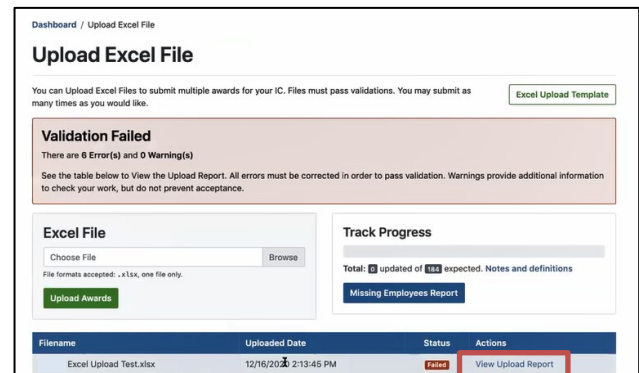 Dashboard / Upload Excel File
Upload Excel File
You can Upload Excel Files to submit multiple awards for your IC. Files must pass validations. You may submit as
many times as you would like.
Excel Upload Template
Validation Failed
There are 6 Error(s) and 0 Warning(s)
See the table below to View the Upload Report. All errors must be corrected in order to pass validation. Warnings provide additional information
to check your work, but do not prevent acceptance.
Excel File
Choose File Browse
File formats accepted: .xlsx, one file only.
Upload Awards
Track Progress
Total: 0 updated of 184 expected. Notes and definitions
Missing Employees Report
Filename Uploaded Date Status Actions
Excel Upload Test.xlsx 12/16/2020 2:13:45 PM Failed View Upload Report